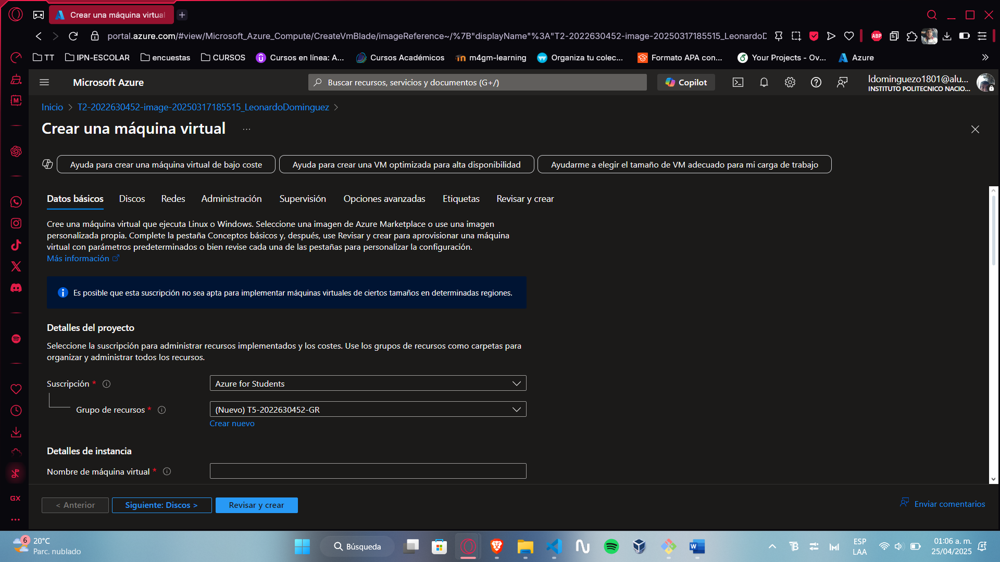 Crear una máquina virtual
portal.azure.com/#view/Microsoft_Azure_Compute/CreateVmBlade/imageReference~/%7B"displayName"%3A"T2-2022630452-image-20250317185515_LeonardoD
ABP
TT
IPN-ESCOLAR
encuestas
CURSOS
Cursos en línea: A...
Cursos Académicos
m4gm-learning
Organiza tu colec...
Formato APA con...
Your Projects - Ov...
Azure
Microsoft Azure
Buscar recursos, servicios y documentos (G+/)
Copilot
ldominguezo1801@alu...
INSTITUTO POLITECNICO NACIO...
Inicio > T2-2022630452-image-20250317185515_LeonardoDominguez >
Crear una máquina virtual ...
Ayuda para crear una máquina virtual de bajo coste
Ayuda para crear una VM optimizada para alta disponibilidad
Ayudarme a elegir el tamaño de VM adecuado para mi carga de trabajo
Datos básicos
Discos
Redes
Administración
Supervisión
Opciones avanzadas
Etiquetas
Revisar y crear
Cree una máquina virtual que ejecuta Linux o Windows. Seleccione una imagen de Azure Marketplace o use una imagen
personalizada propia. Complete la pestaña Conceptos básicos y, después, use Revisar y crear para aprovisionar una máquina
virtual con parámetros predeterminados o bien revise cada una de las pestañas para personalizar la configuración.
Más información
Es posible que esta suscripción no sea apta para implementar máquinas virtuales de ciertos tamaños en determinadas regiones.
Detalles del proyecto
Seleccione la suscripción para administrar recursos implementados y los costes. Use los grupos de recursos como carpetas para
organizar y administrar todos los recursos.
Suscripción *
Azure for Students
Grupo de recursos *
(Nuevo) T5-2022630452-GR
Crear nuevo
Detalles de instancia
Nombre de máquina virtual *
< Anterior
Siguiente: Discos >
Revisar y crear
Enviar comentarios
GX
6
20°C
Parc. nublado
Búsqueda
ESP
LAA
01:06 a. m.
25/04/2025